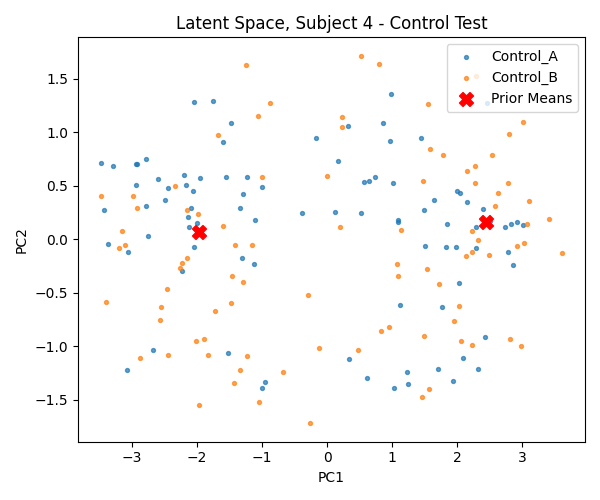 Latent Space, Subject 4 - Control Test
Control_A
Control_B
Prior Means
PC2
1.5
1.0
0.5
0.0
−0.5
−1.0
−1.5
−3
−2
−1
0
1
2
3
PC1